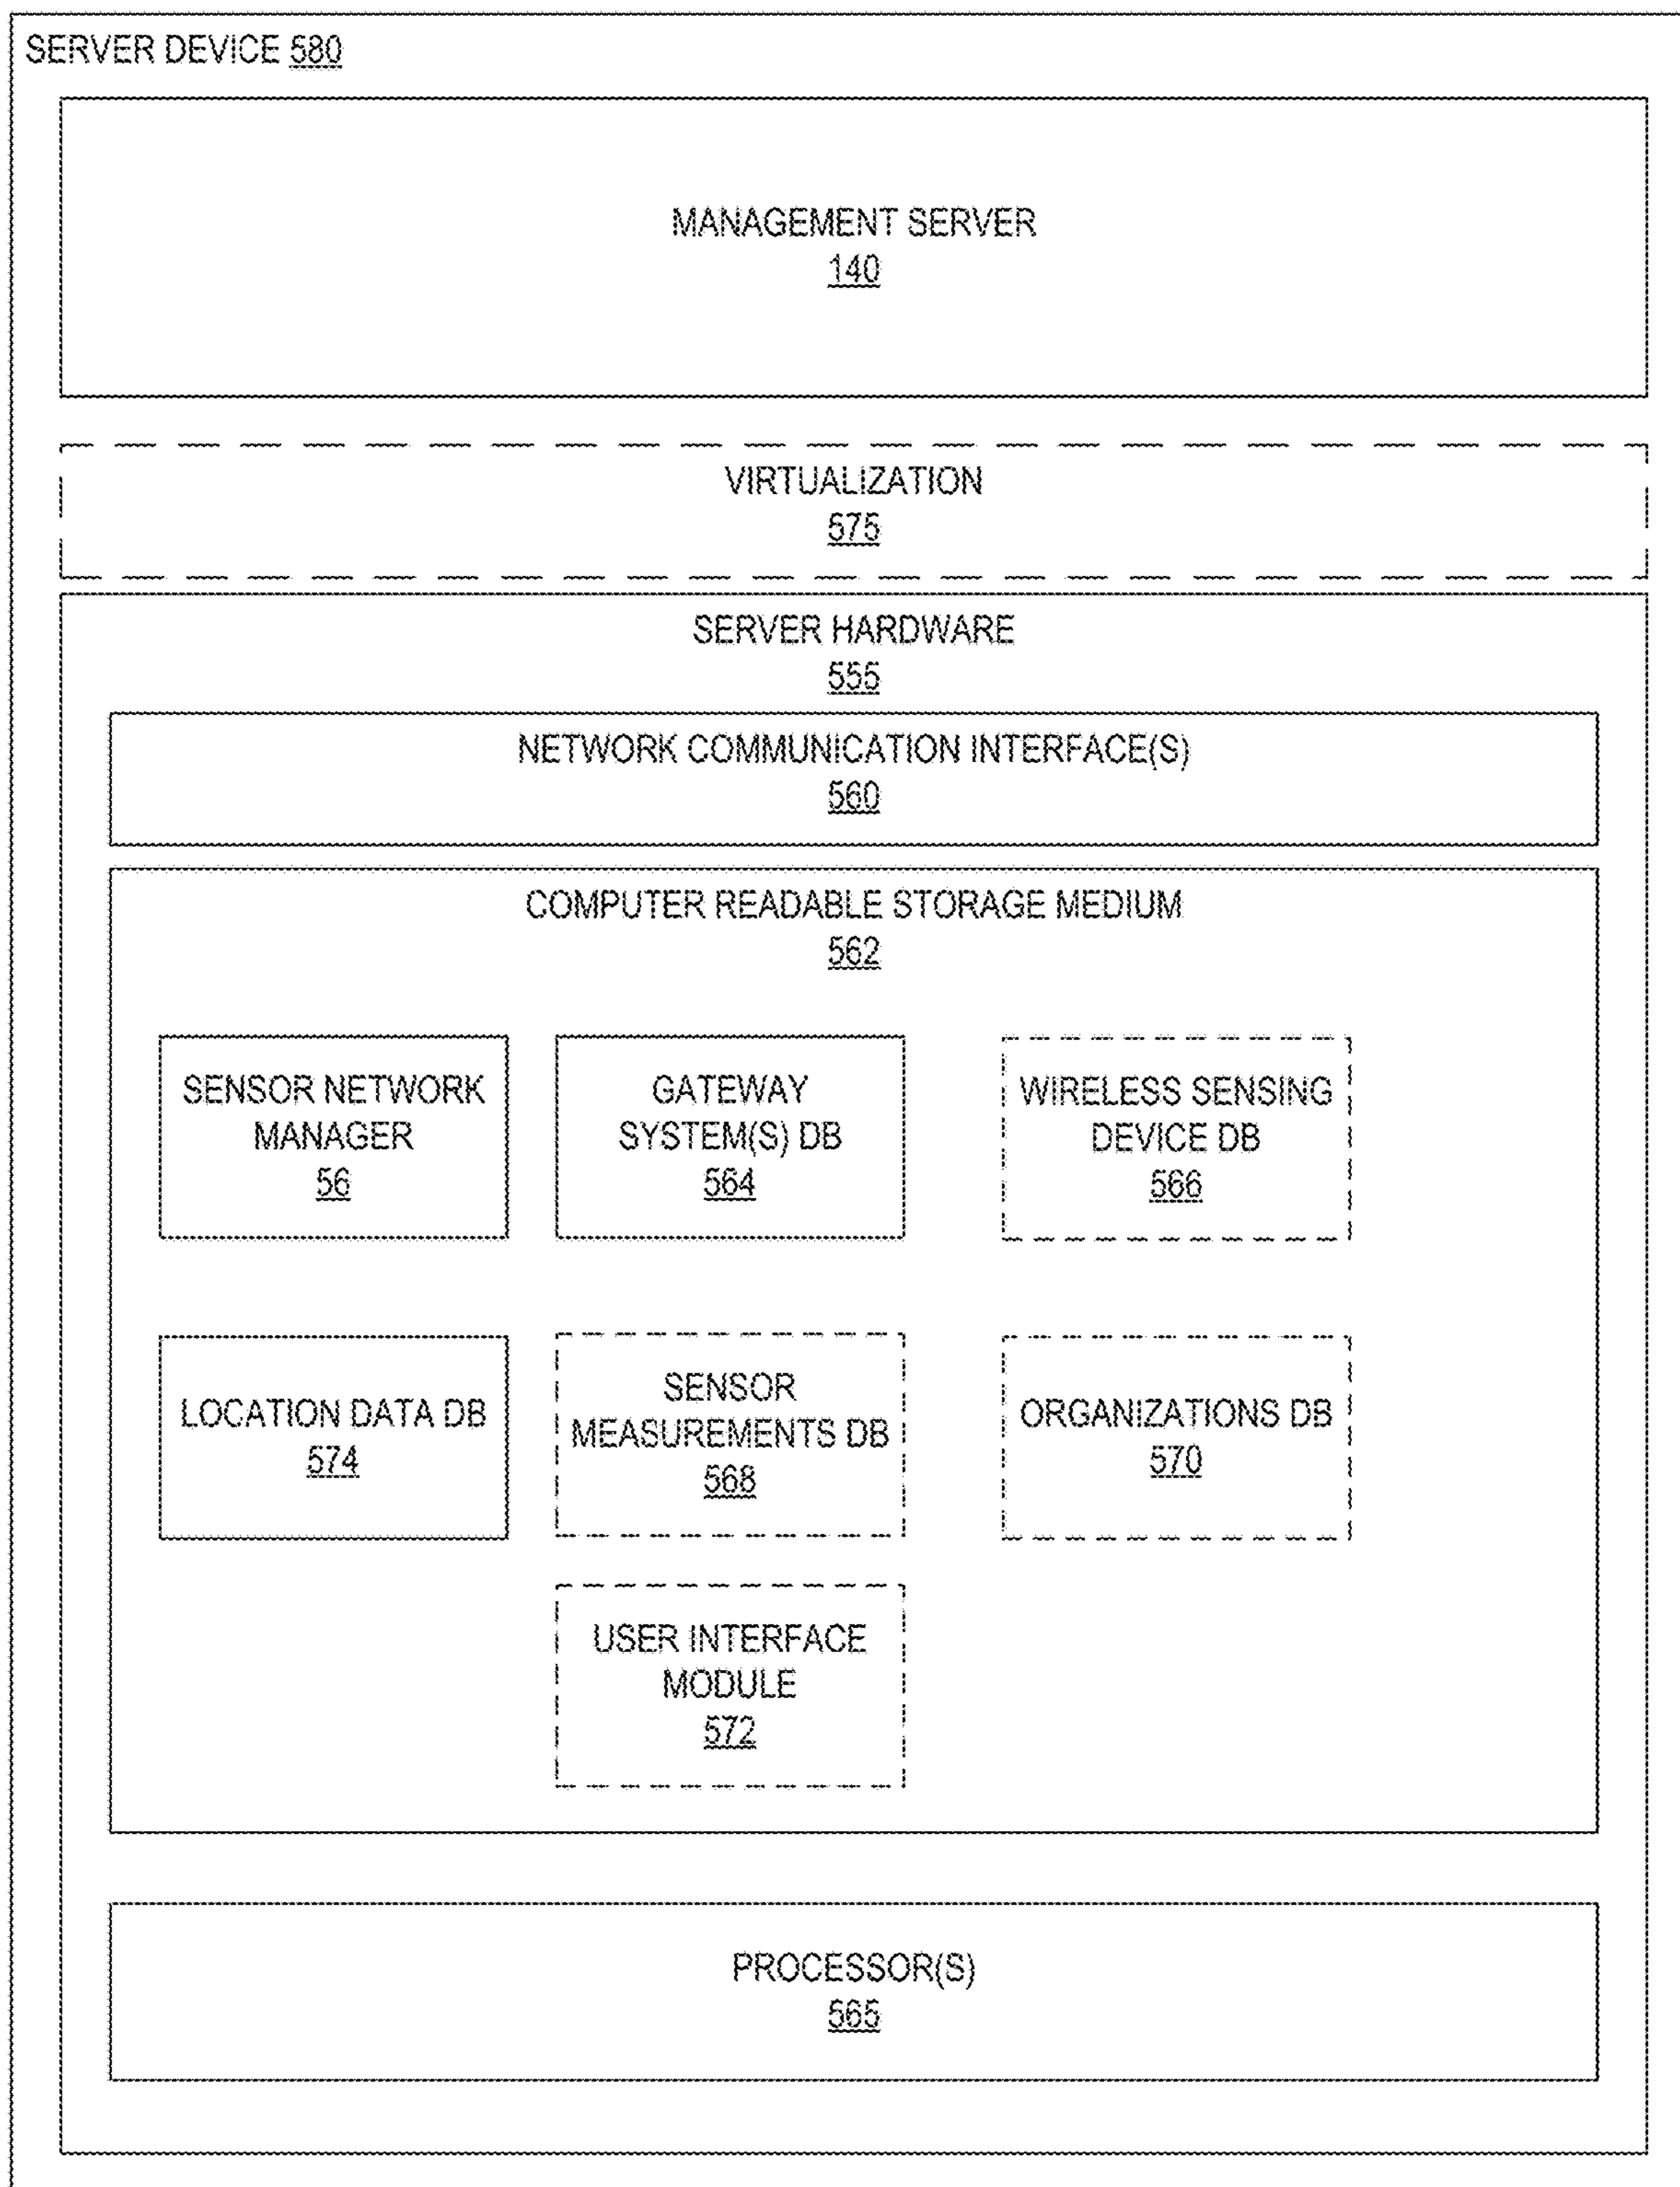 SERVER DEVICE 580
MANAGEMENT SERVER
140
VIRTUALIZATION
575
SERVER HARDWARE
555
NETWORK COMMUNICATION INTERFACE(S)
560
COMPUTER READABLE STORAGE MEDIUM
562
SENSOR NETWORK
MANAGER
56
GATEWAY
SYSTEM(S) DB
564
WIRELESS SENSING
DEVICE DB
566
LOCATION DATA DB
574
SENSOR
MEASUREMENTS DB
568
ORGANIZATIONS DB
570
USER INTERFACE
MODULE
572
PROCESSOR(S)
565